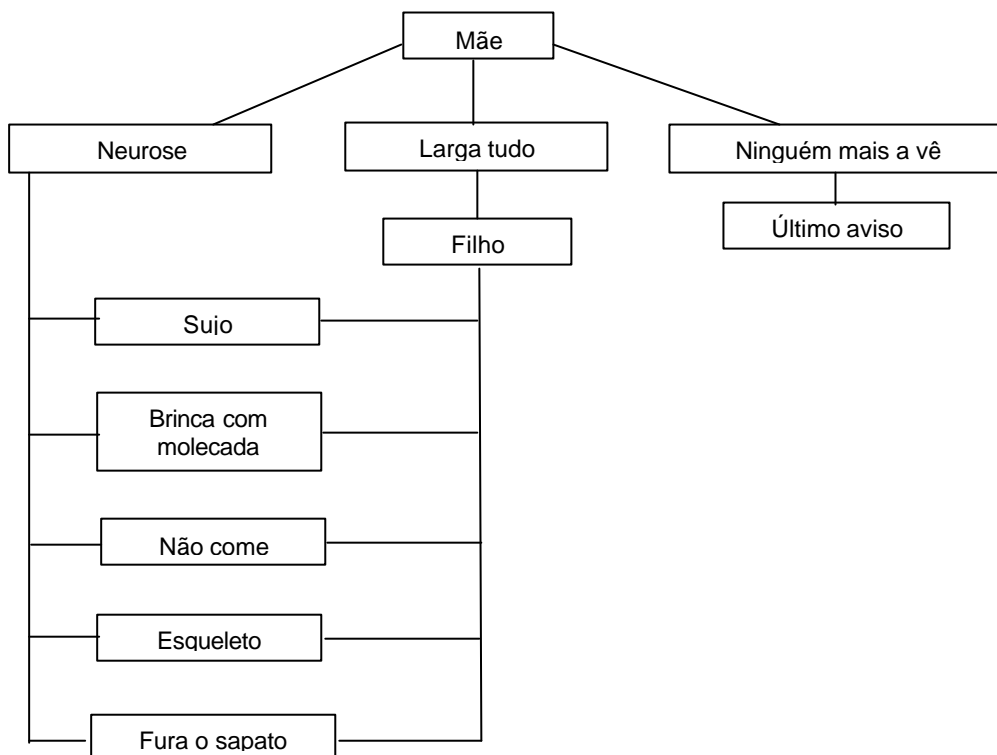 Mãe
Neurose
Larga tudo
Ninguém mais a vê
Filho
Último aviso
Sujo
Brinca com
molecada
Não come
Esqueleto
Fura o sapato